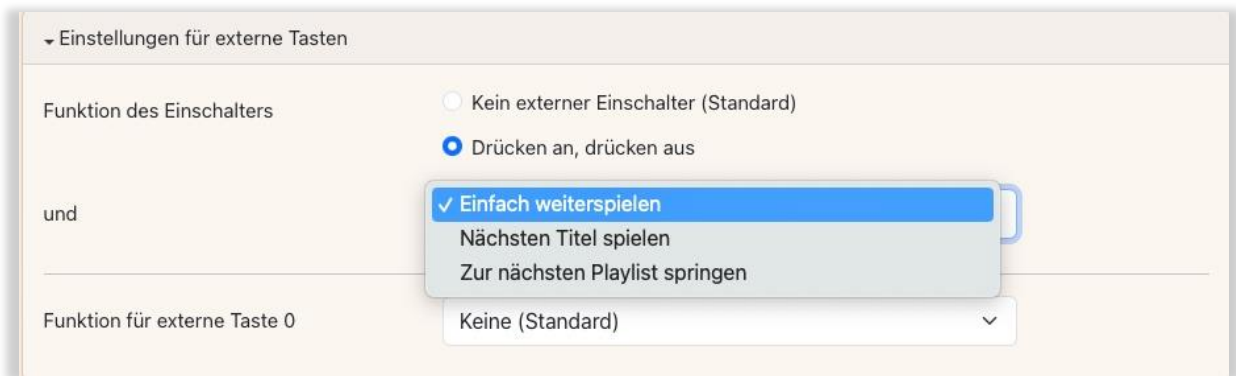 Einstellungen für externe Tasten
Funktion des Einschalters
Kein externer Einschalter (Standard)
Drücken an, drücken aus
und
Einfach weiterspielen
Nächsten Titel spielen
Zur nächsten Playlist springen
Funktion für externe Taste 0
Keine (Standard)